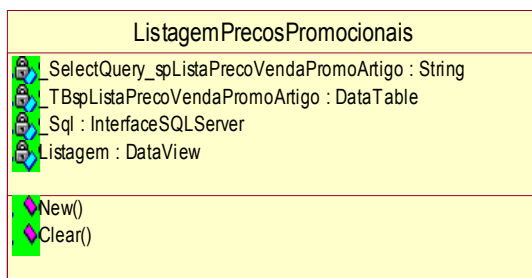 ListagemPrecosPromocionais
_SelectQuery_spListaPrecoVendaPromoArtigo : String
_TBspListaPrecoVendaPromoArtigo : DataTable
_Sql : InterfaceSQLServer
Listagem : DataView
New()
Clear()